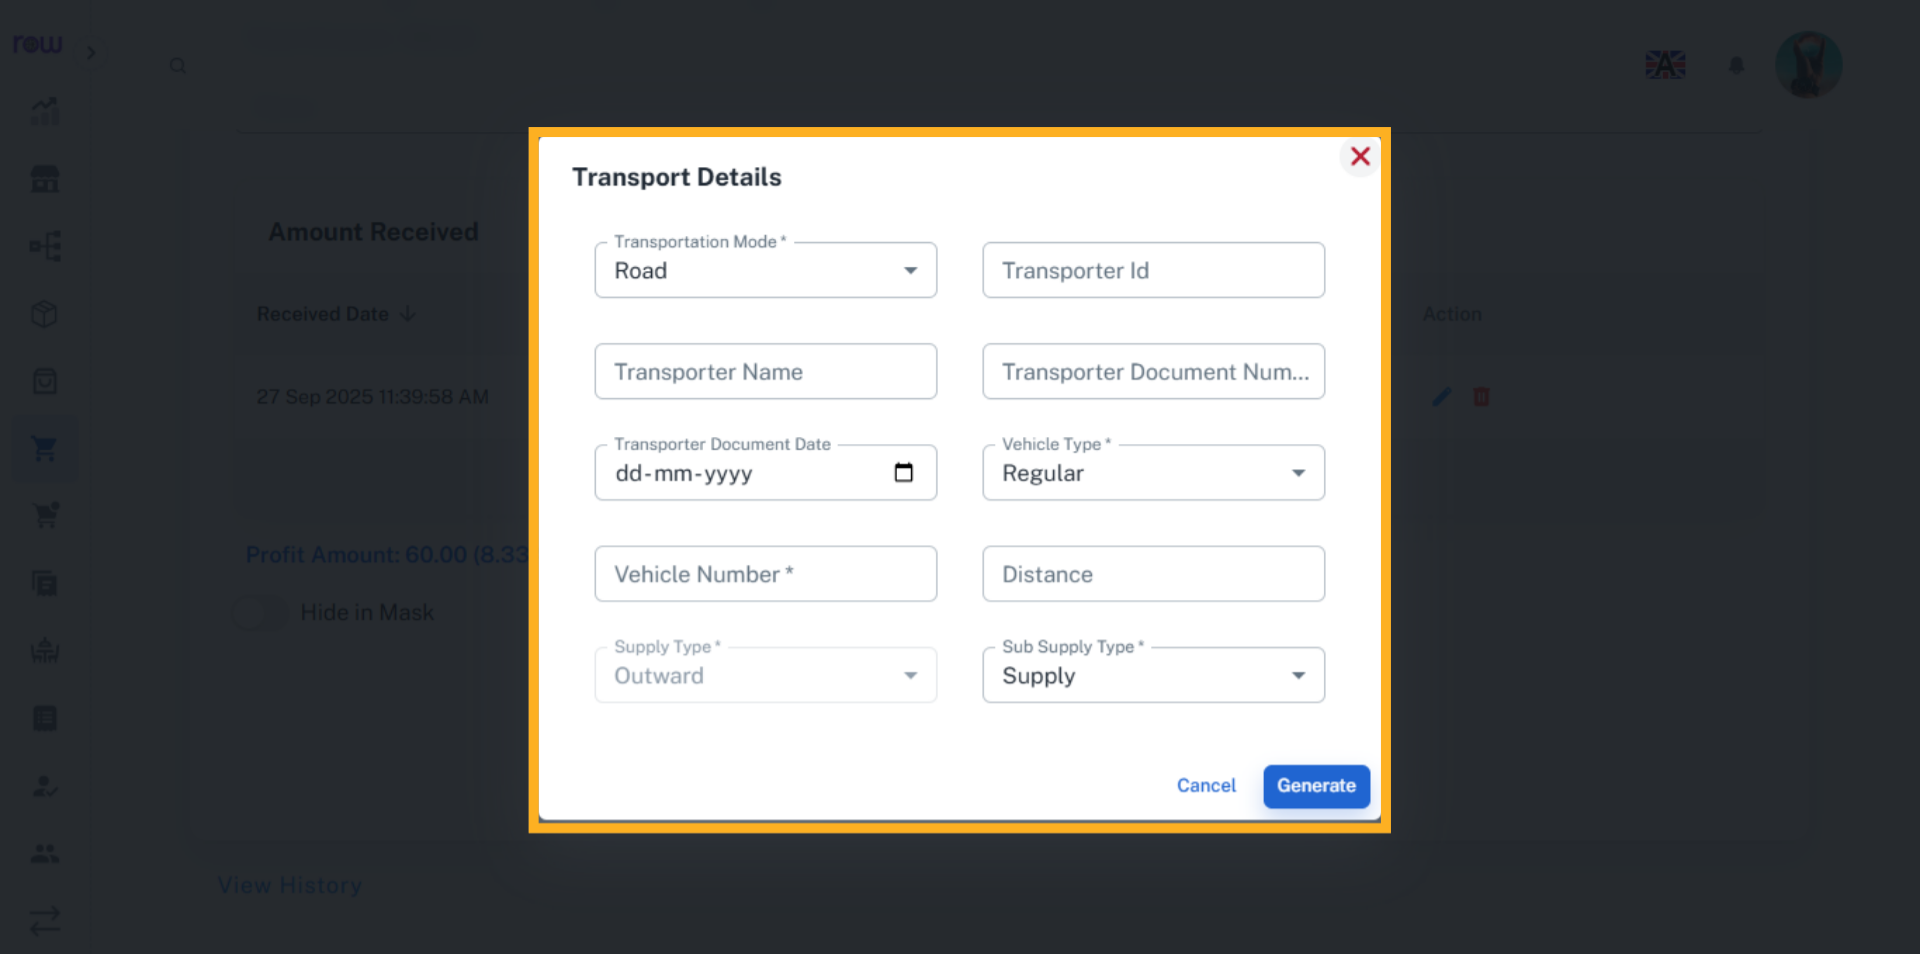 row
Amount Received
Received Date
Action
27 Sep 2025 11:39:58 AM
Profit Amount: 60.00 (8.33
Hide in Mask
View History
Transport Details
Transportation Mode *
Road
Transporter Id
Transporter Name
Transporter Document Num...
Transporter Document Date
dd-mm-yyyy
Vehicle Type *
Regular
Vehicle Number *
Distance
Supply Type *
Outward
Sub Supply Type *
Supply
Cancel
Generate